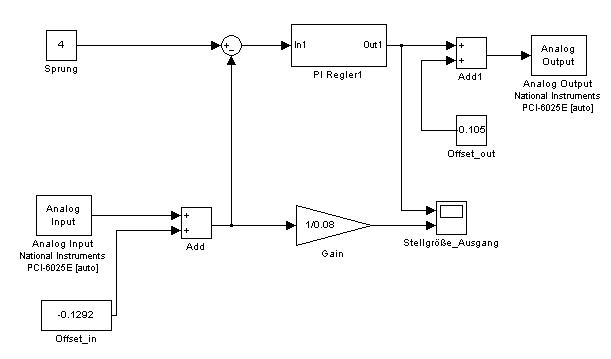 4
Sprung
+
-
In1
Out1
PI Regler1
+
+
Add1
Analog
Output
Analog Output
National Instruments
PCI-6025E [auto]
0.105
Offset_out
Analog
Input
Analog Input
National Instruments
PCI-6025E [auto]
+
+
Add
1/0.08
Gain
Stellgröße_Ausgang
-0.1292
Offset_in